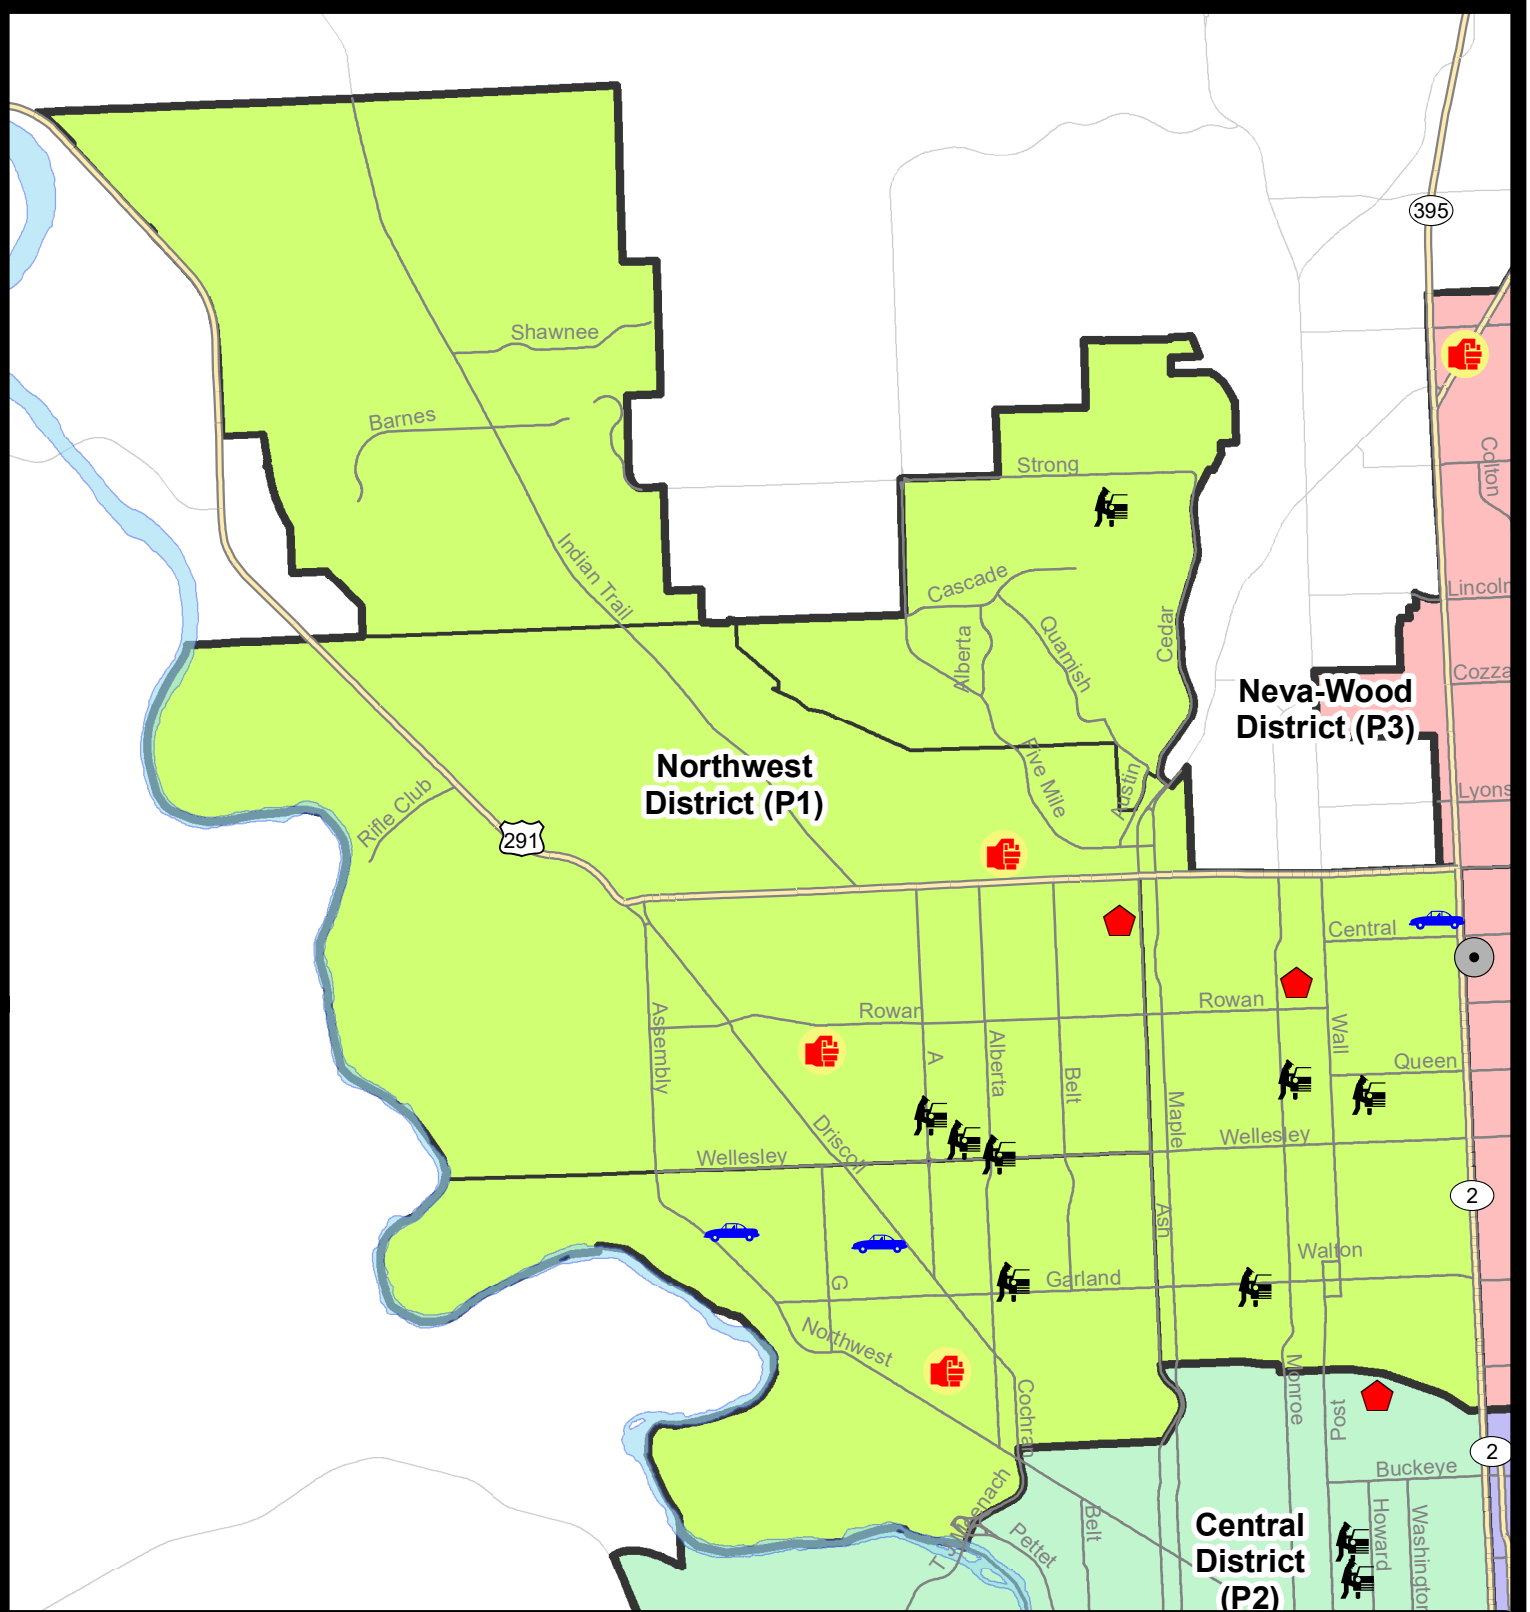 395
Shawnee
Barnes
Strong
Colton
Indian Trail
Cascade
Lincoln
Alberta
Quamish
Cedar
Cozza
Neva-Wood
District (P3)
Northwest
District (P1)
Five Mile
Austin
Lyons
Rifle Club
291
Central
Rowan
Rowan
Assembly
Wall
A
Alberta
Belt
Queen
Maple
Driscoll
Wellesley
Wellesley
2
Ash
Walton
G
Garland
Northwest
Monroe
Cochran
Post
2
Buckeye
Meenach
T
Pettet
Belt
Howard
Washington
Central
District
(P2)